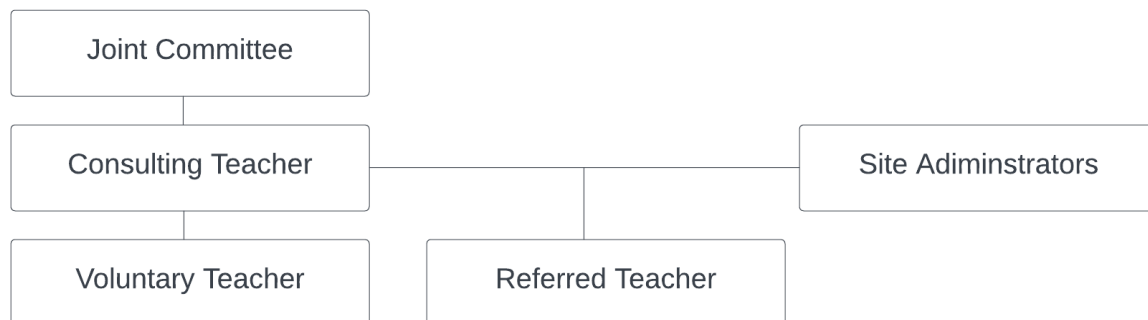 Joint Committee
Consulting Teacher
Site Adiminstrators
Voluntary Teacher
Referred Teacher